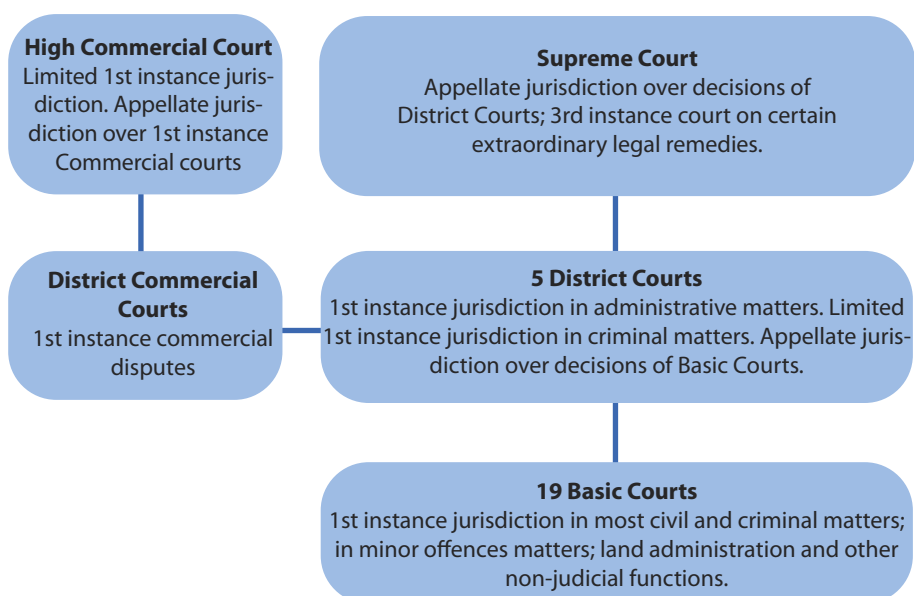 High Commercial Court
Limited 1st instance juris-
diction. Appellate juris-
diction over 1st instance
Commercial courts
Supreme Court
Appellate jurisdiction over decisions of
District Courts; 3rd instance court on certain
extraordinary legal remedies.
District Commercial
Courts
1st instance commercial
disputes
5 District Courts
1st instance jurisdiction in administrative matters. Limited
1st instance jurisdiction in criminal matters. Appellate juris-
diction over decisions of Basic Courts.
19 Basic Courts
1st instance jurisdiction in most civil and criminal matters;
in minor offences matters; land administration and other
non-judicial functions.